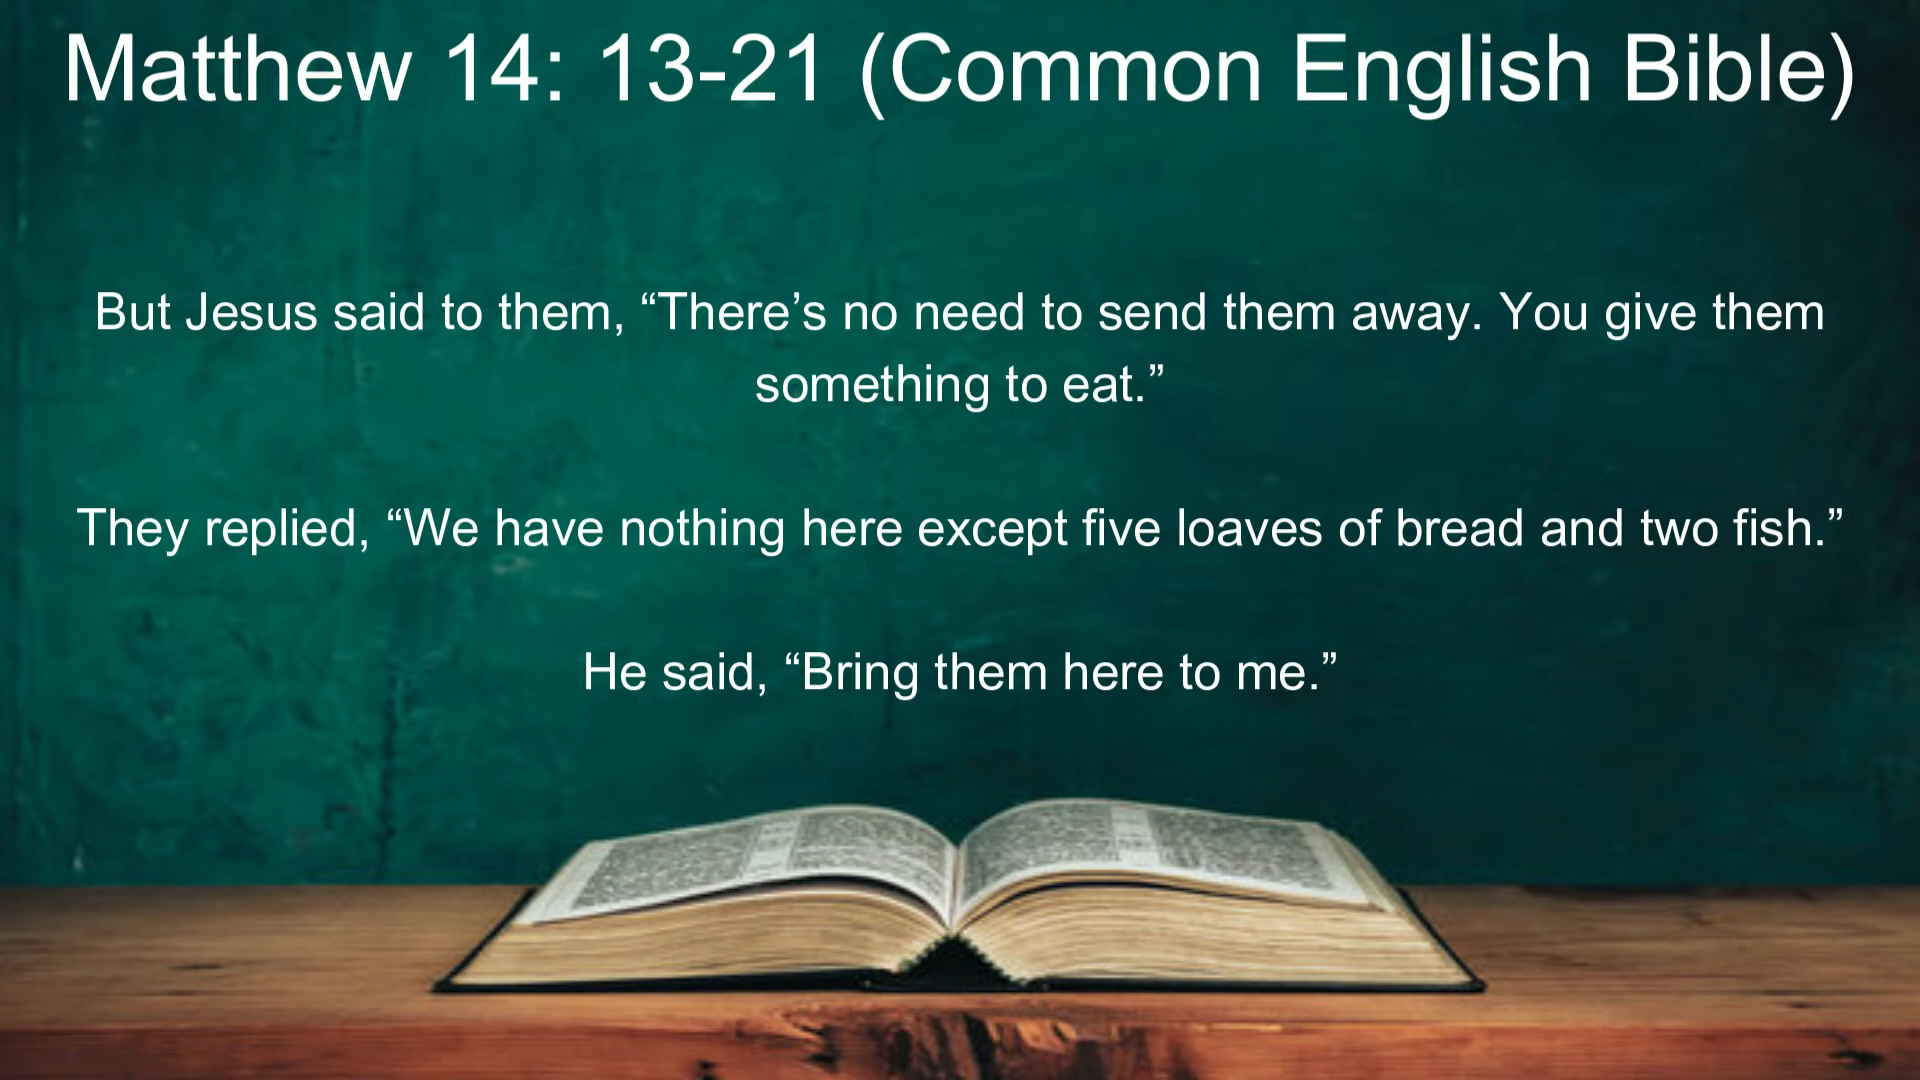 Matthew 14: 13-21 (Common English Bible)
But Jesus said to them, “There’s no need to send them away. You give them
something to eat.”
They replied, “We have nothing here except five loaves of bread and two fish.”
He said, “Bring them here to me.”